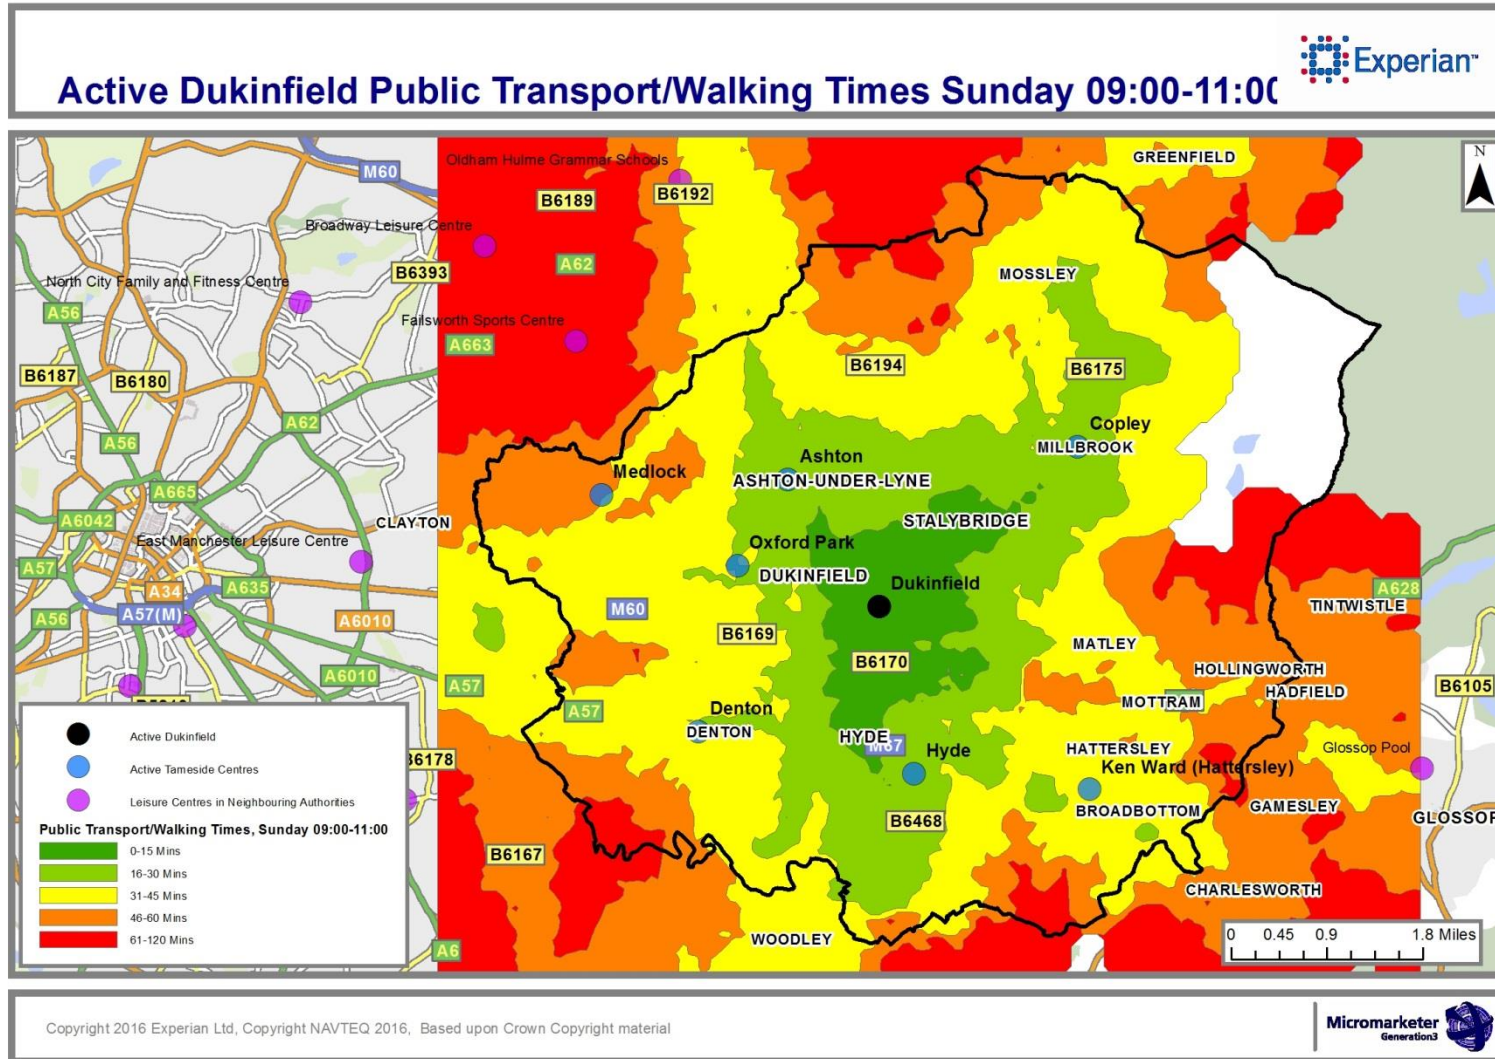 Active Dukinfield Public Transport/Walking Times Sunday 09:00-11:00
Experian™
N
GREENFIELD
M60
Oldham Hulme Grammar Schools
B6189
B6192
Broadway Leisure Centre
A62
B6393
MOSSLEY
North City Family and Fitness Centre
A56
Failsworth Sports Centre
A663
B6187
B6180
B6194
B6175
A62
Copley
A56
MILLBROOK
Ashton
Medlock
ASHTON-UNDER-LYNE
A665
A6042
CLAYTON
STALYBRIDGE
East Manchester Leisure Centre
Oxford Park
A57
DUKINFIELD
Dukinfield
A34
A635
A628
TINTWISTLE
A56
A57(M)
M60
A6010
B6169
MATLEY
B6170
HOLLINGWORTH
A6010
A57
B6105
HADFIELD
MOTTRAM
A57
Denton
DENTON
HYDE
M67
Hyde
HATTERSLEY
Glossop Pool
B6178
Ken Ward (Hattersley)
GAMESLEY
BROADBOTTOM
GLOSSOP
B6468
B6167
CHARLESWORTH
WOODLEY
A6
Active Dukinfield
Active Tameside Centres
Leisure Centres in Neighbouring Authorities
Public Transport/Walking Times, Sunday 09:00-11:00
0-15 Mins
16-30 Mins
31-45 Mins
46-60 Mins
61-120 Mins
0 0.45 0.9 1.8 Miles
Copyright 2016 Experian Ltd, Copyright NAVTEQ 2016, Based upon Crown Copyright material
Micromarketer
Generation3